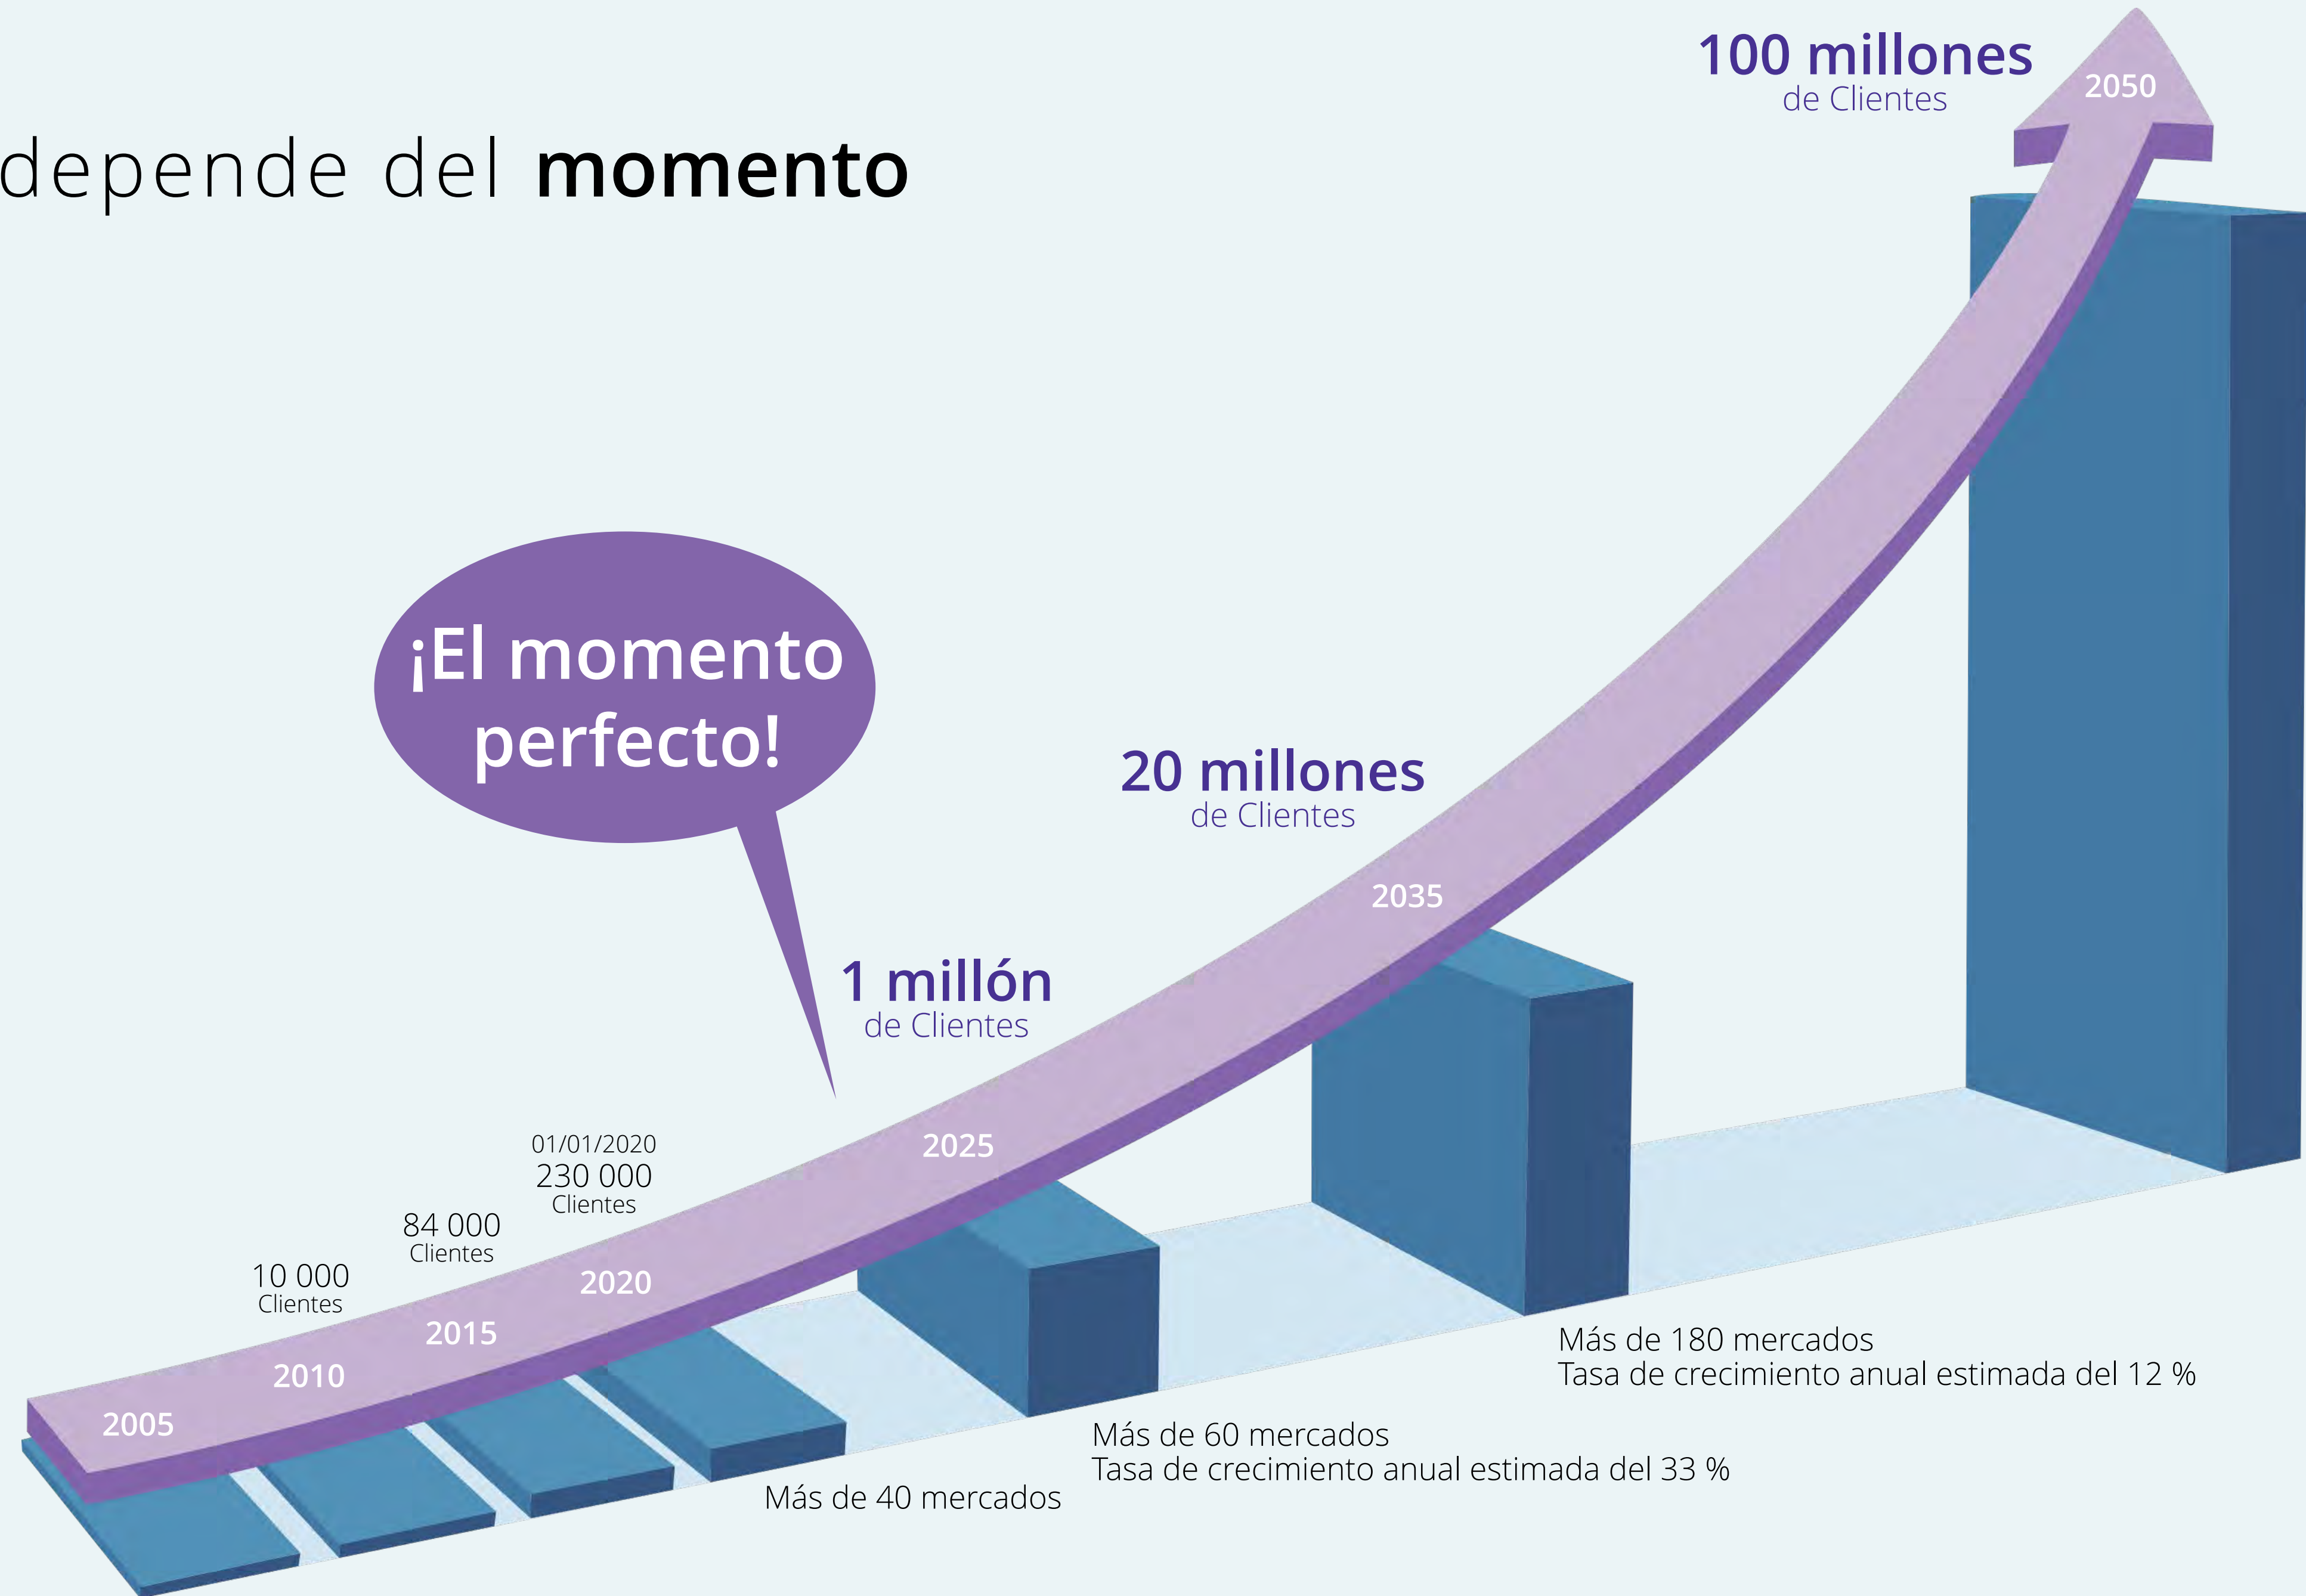 depende del momento
100 millones
de Clientes
2050
¡El momento
perfecto!
20 millones
de Clientes
2035
1 millón
de Clientes
2025
01/01/2020
230 000
Clientes
2020
84 000
Clientes
2015
10 000
Clientes
2010
2005
Más de 40 mercados
Más de 60 mercados
Tasa de crecimiento anual estimada del 33 %
Más de 180 mercados
Tasa de crecimiento anual estimada del 12 %